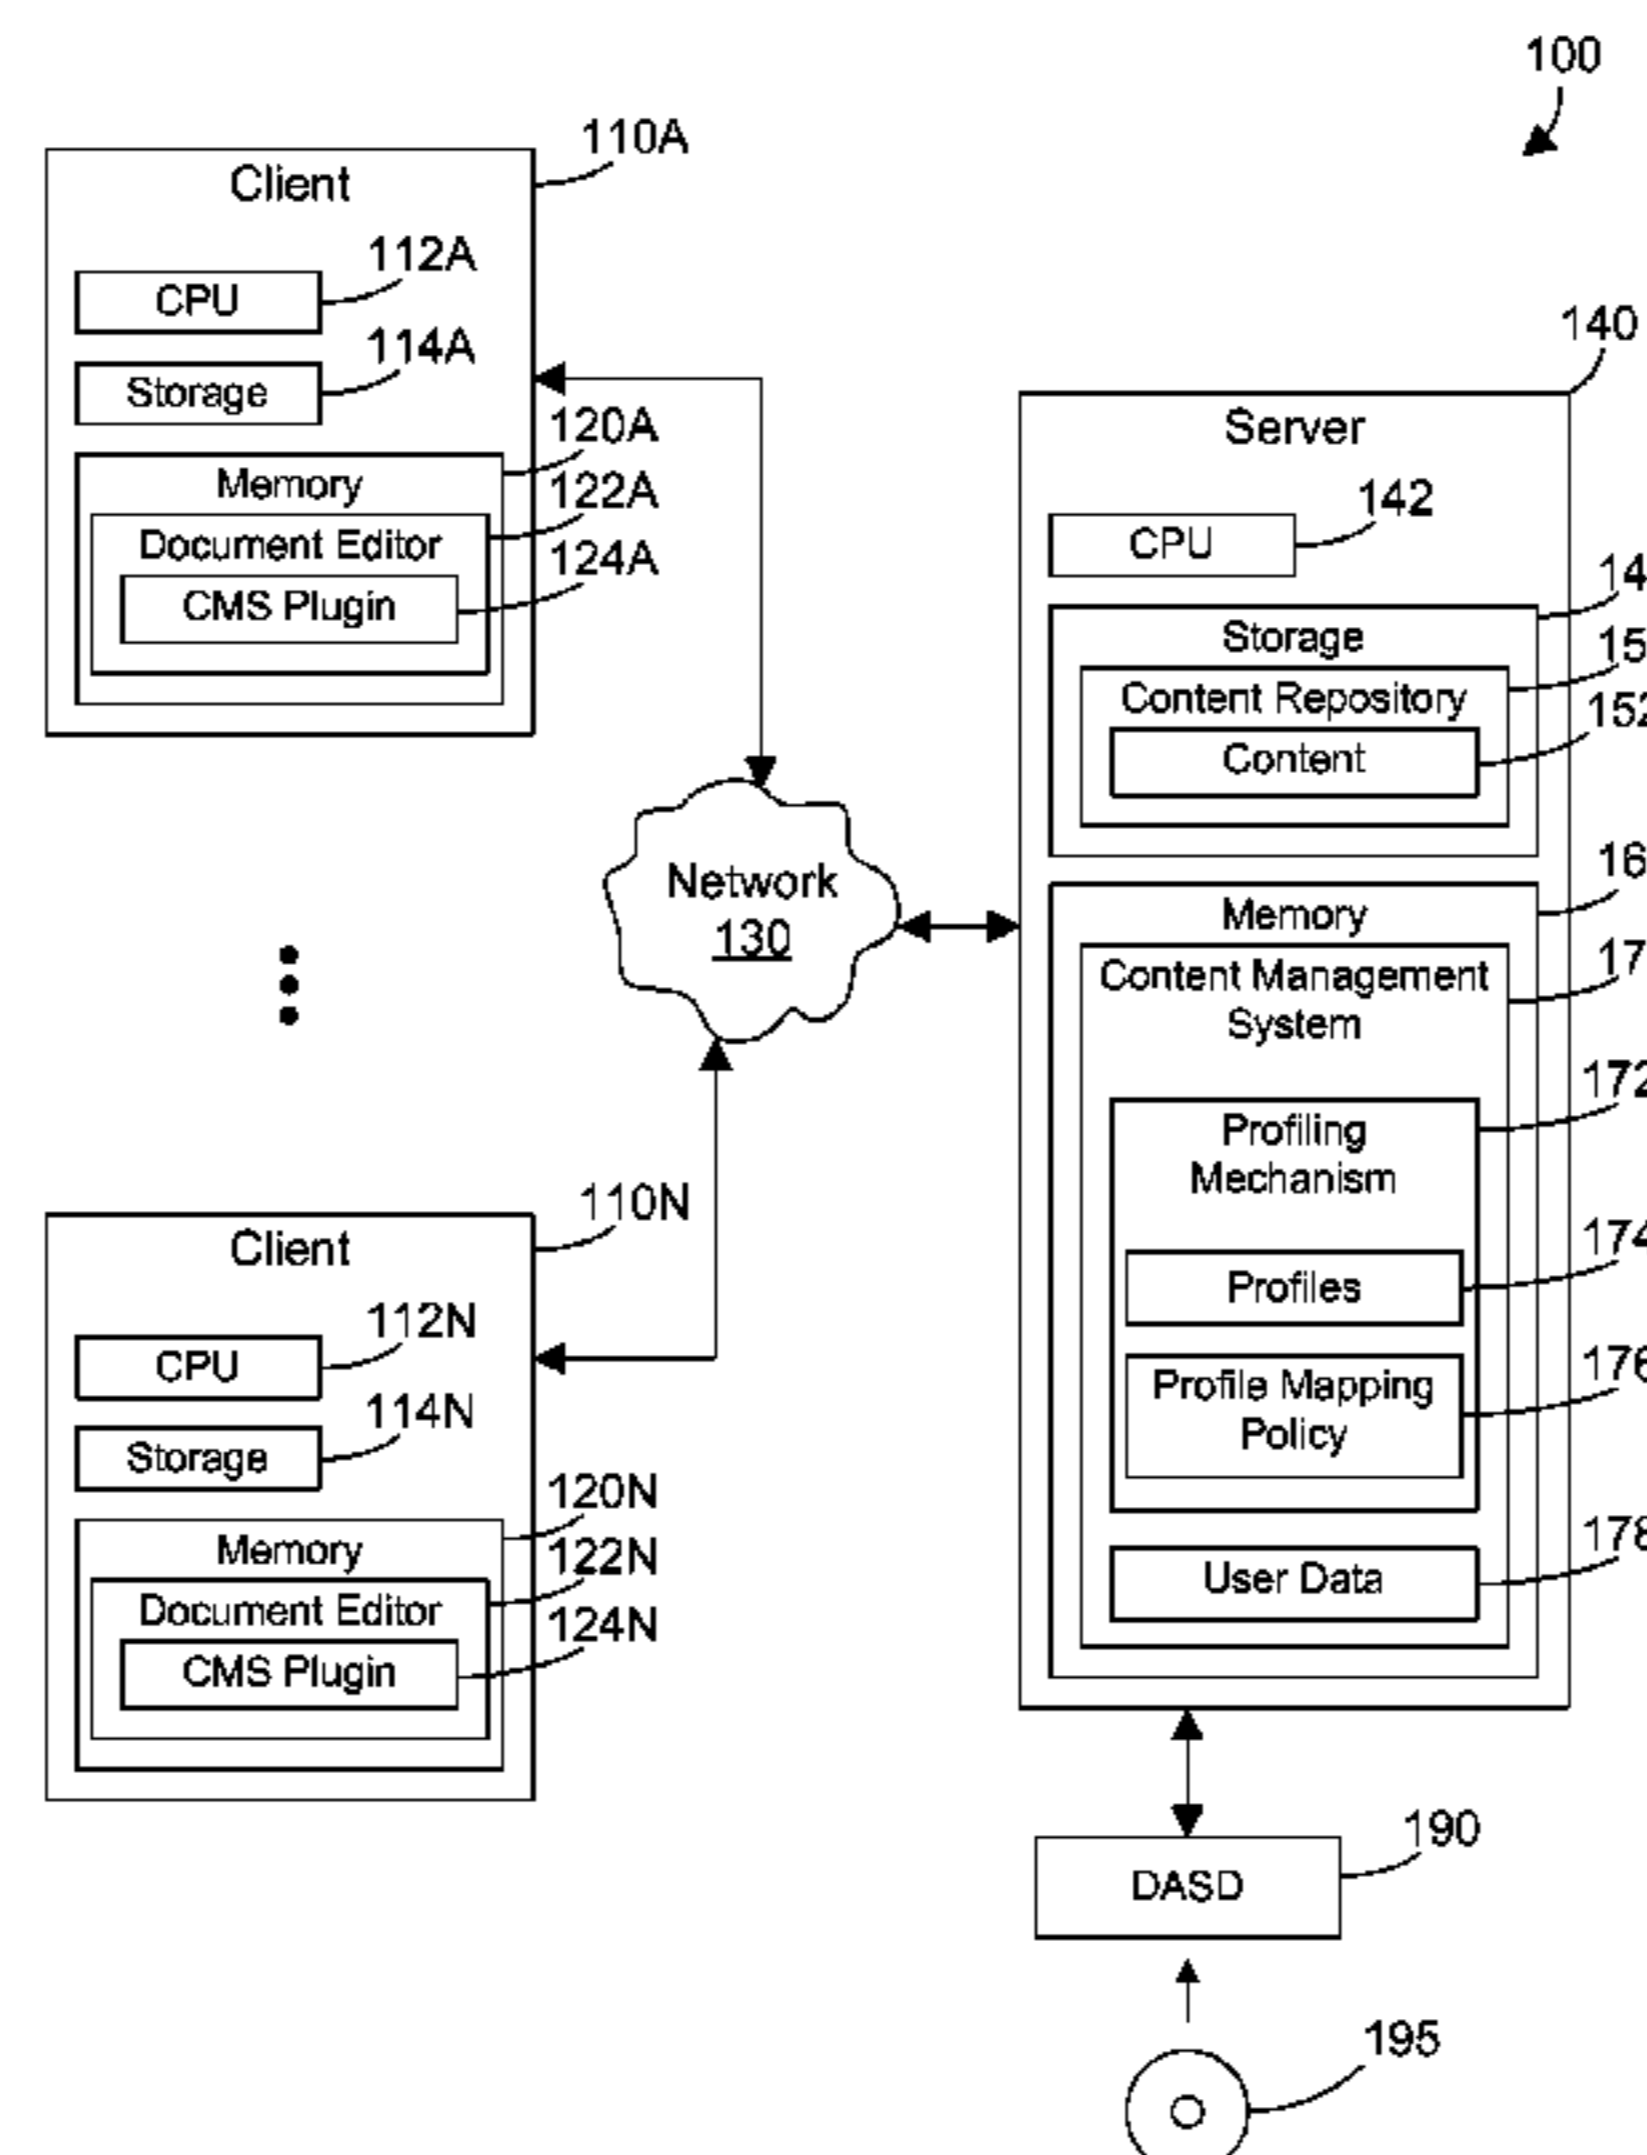 100
110A
Client
112A
CPU
114A
Storage
120A
Memory
122A
Document Editor
124A
CMS Plugin
Network
130
110N
Client
112N
CPU
114N
Storage
120N
Memory
122N
Document Editor
124N
CMS Plugin
140
Server
142
CPU
Storage
Content Repository
152
Content
Memory
Content Management
System
172
Profiling
Mechanism
174
Profiles
176
Profile Mapping
Policy
178
User Data
190
DASD
195